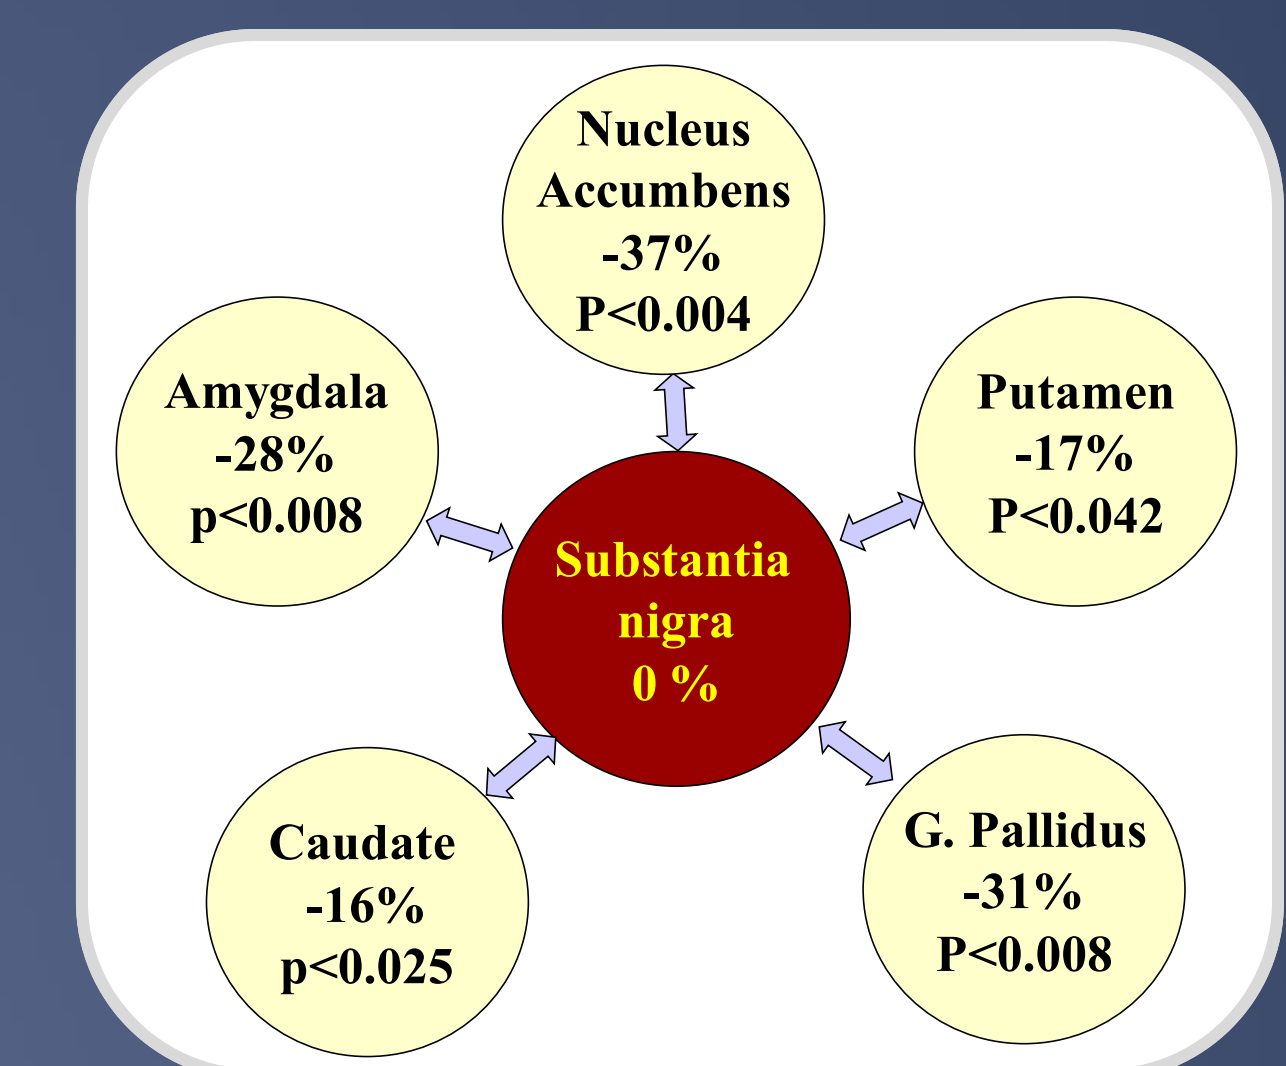 Nucleus
Accumbens
-37%
P<0.004
Amygdala
-28%
p<0.008
Putamen
-17%
P<0.042
Substantia
nigra
0 %
Caudate
-16%
p<0.025
G. Pallidus
-31%
P<0.008